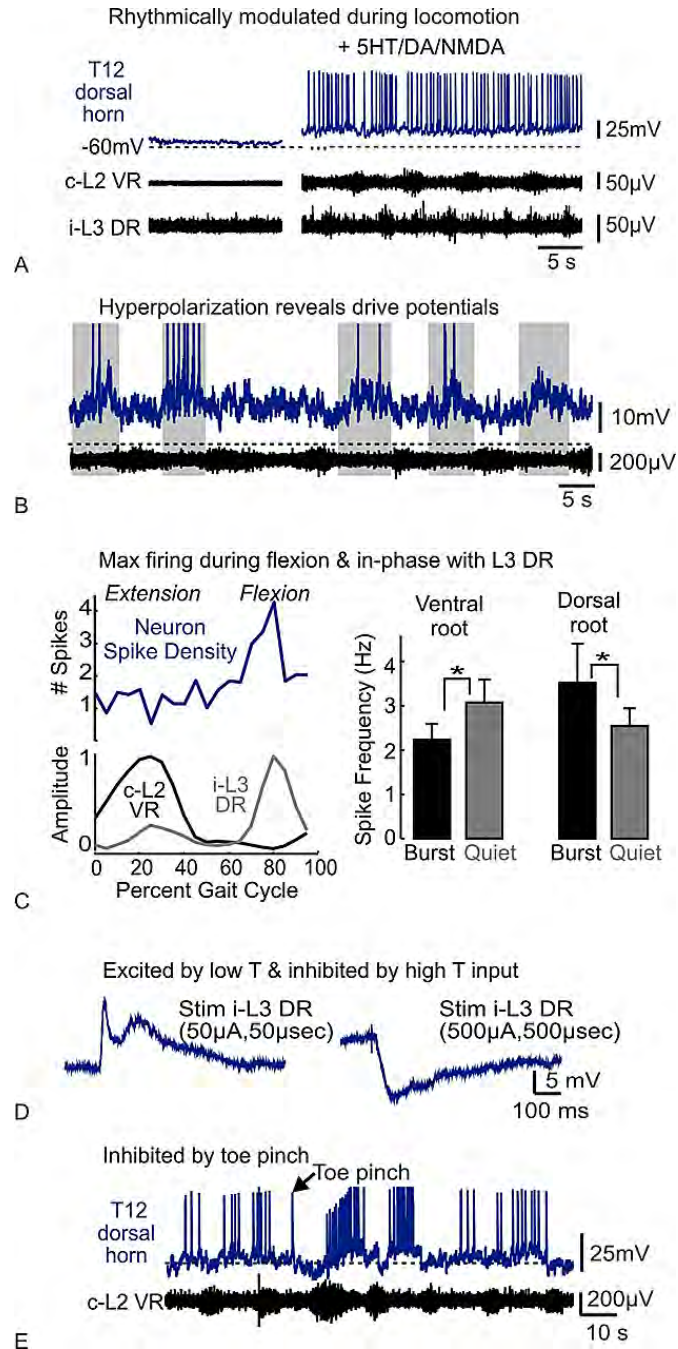 Rhythmically modulated during locomotion
+ 5HT/DA/NMDA
T12
dorsal
horn
-60mV
25mV
c-L2 VR
50µV
i-L3 DR
50µV
5 s
A
Hyperpolarization reveals drive potentials
10mV
200µV
5 s
B
Max firing during flexion & in-phase with L3 DR
Extension Flexion
Neuron
Spike Density
# Spikes
4
3
2
1
Amplitude
1
0
c-L2
VR
i-L3
DR
0 20 40 60 80 100
Percent Gait Cycle
Ventral
root
Dorsal
root
Spike Frequency (Hz)
4
3
2
0
* *
Burst Quiet Burst Quiet
C
Excited by low T & inhibited by high T input
Stim i-L3 DR
(50µA,50µsec)
Stim i-L3 DR
(500µA,500µsec)
5 mV
100 ms
D
Inhibited by toe pinch
Toe pinch
T12
dorsal
horn
25mV
c-L2 VR
200µV
10 s
E